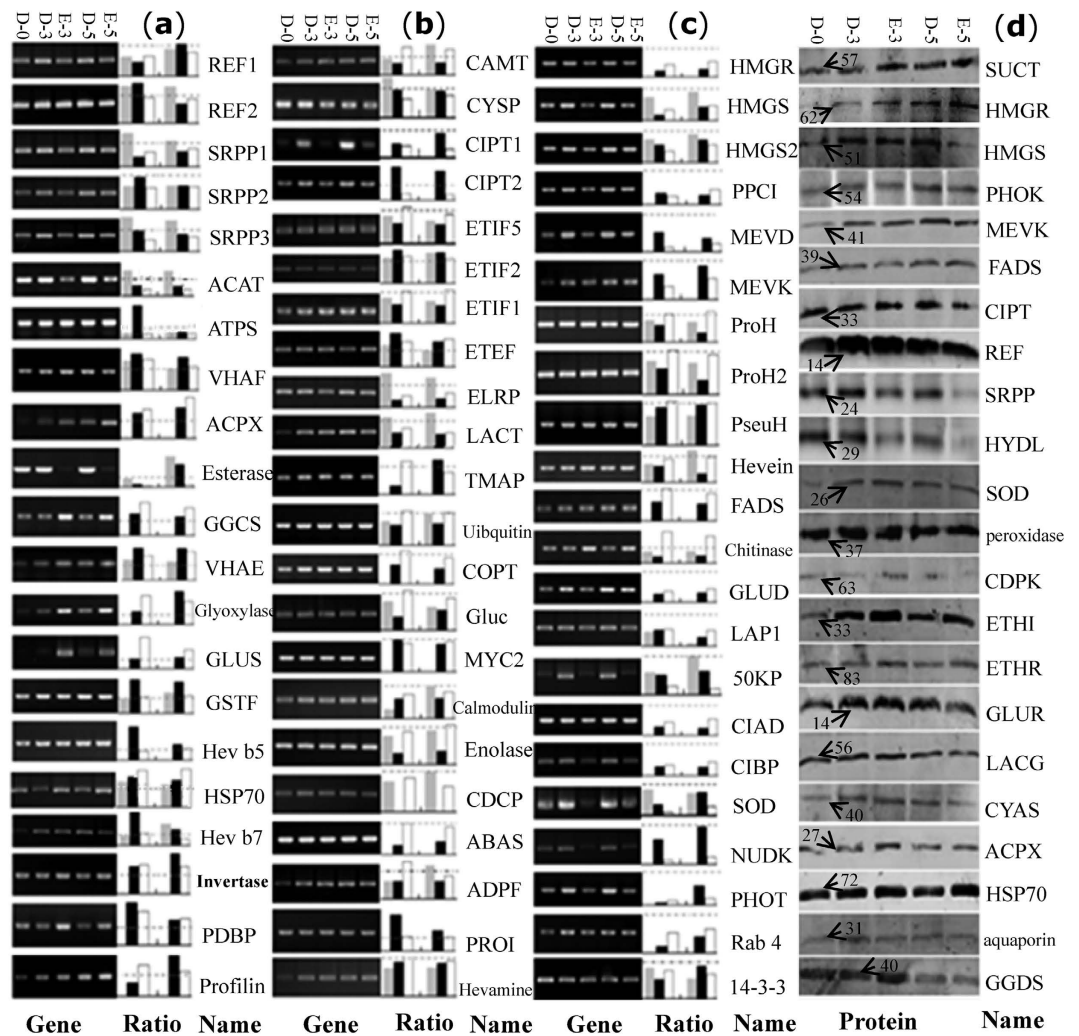 D-0 D-3 E-3 D-5 E-5 (a)
REF1
REF2
SRPP1
SRPP2
SRPP3
ACAT
ATPS
VHAF
ACPX
Esterase
GGCS
VHAE
Glyoxylase
GLUS
GSTF
Hev b5
HSP70
Hev b7
Invertase
PDBP
Profilin
Gene Ratio Name
D-0 D-3 E-3 D-5 E-5 (b)
CAMT
CYSP
CIPT1
CIPT2
ETIF5
ETIF2
ETIF1
ETEF
ELRP
LACT
TMAP
Uibquitin
COPT
Gluc
MYC2
Calmodulin
Enolase
CDCP
ABAS
ADPF
PROI
Hevamine
Gene Ratio Name
D-0 D-3 E-3 D-5 E-5 (c)
HMGR
HMGS
HMGS2
PPCI
MEVD
MEVK
ProH
ProH2
PseuH
Hevein
FADS
Chitinase
GLUD
LAP1
50KP
CIAD
CIBP
SOD
NUDK
PHOT
Rab 4
14-3-3
Gene Ratio Name
D-0 D-3 E-3 D-5 E-5 (d)
57 SUCT
62 HMGR
51 HMGS
54 PHOK
41 MEVK
39 FADS
33 CIPT
14 REF
24 SRPP
29 HYDL
26 SOD
37 peroxidase
63 CDPK
33 ETHI
83 ETHR
14 GLUR
56 LACG
40 CYAS
27 ACPX
72 HSP70
31 aquaporin
40 GGDS
Protein Name